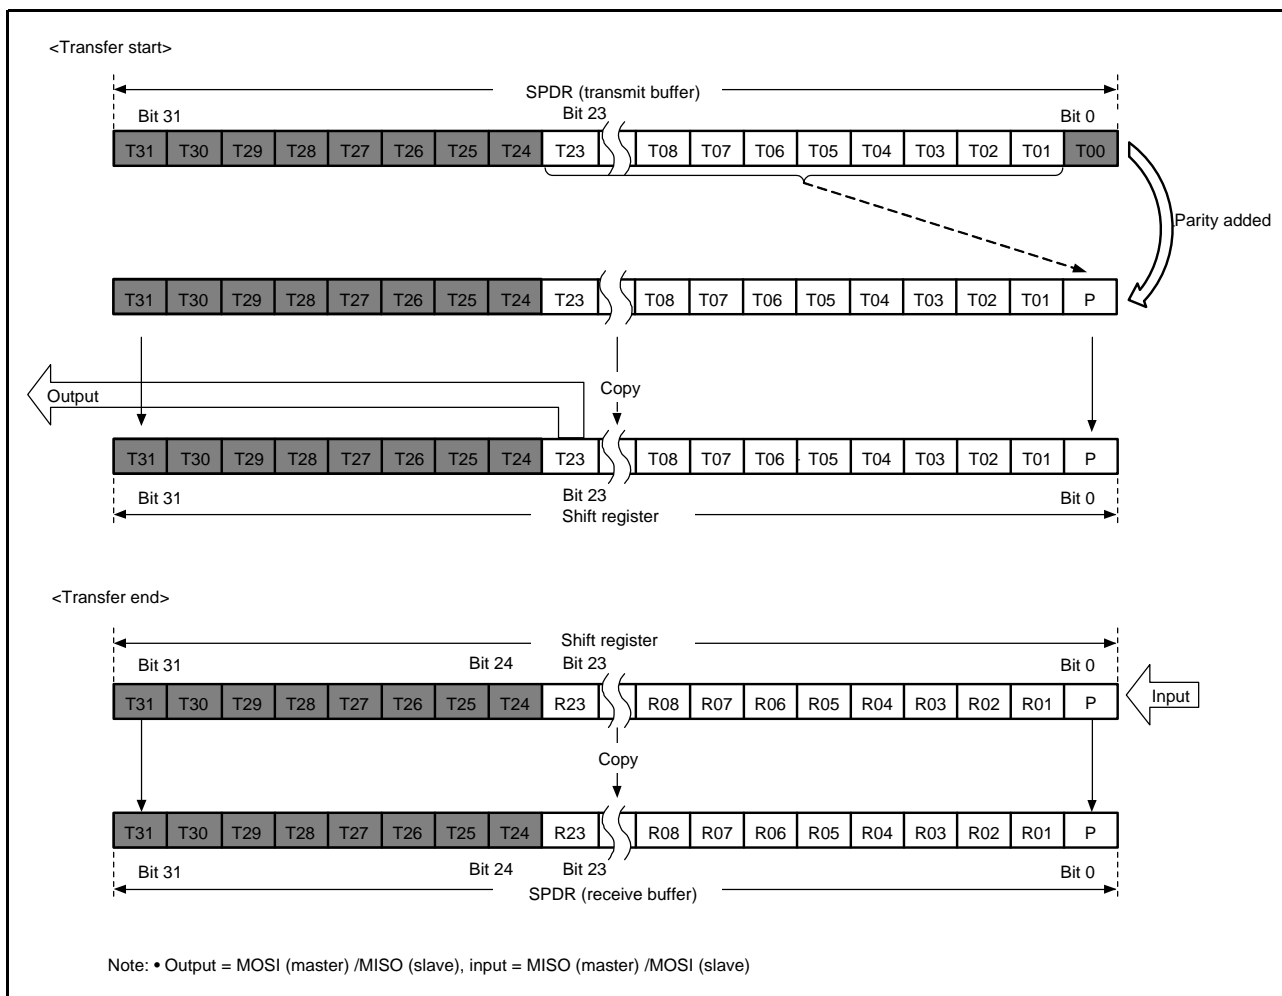 <Transfer start>
SPDR (transmit buffer)
Bit 31 Bit 23 Bit 0
T31 T30 T29 T28 T27 T26 T25 T24 T23 T08 T07 T06 T05 T04 T03 T02 T01 T00
Parity added
T31 T30 T29 T28 T27 T26 T25 T24 T23 T08 T07 T06 T05 T04 T03 T02 T01 P
Output Copy
T31 T30 T29 T28 T27 T26 T25 T24 T23 T08 T07 T06 T05 T04 T03 T02 T01 P
Bit 31 Bit 23 Bit 0
Shift register
<Transfer end>
Shift register
Bit 31 Bit 24 Bit 23 Bit 0
T31 T30 T29 T28 T27 T26 T25 T24 R23 R08 R07 R06 R05 R04 R03 R02 R01 P Input
Copy
T31 T30 T29 T28 T27 T26 T25 T24 R23 R08 R07 R06 R05 R04 R03 R02 R01 P
Bit 31 Bit 24 Bit 23 Bit 0
SPDR (receive buffer)
Note: • Output = MOSI (master) /MISO (slave), input = MISO (master) /MOSI (slave)